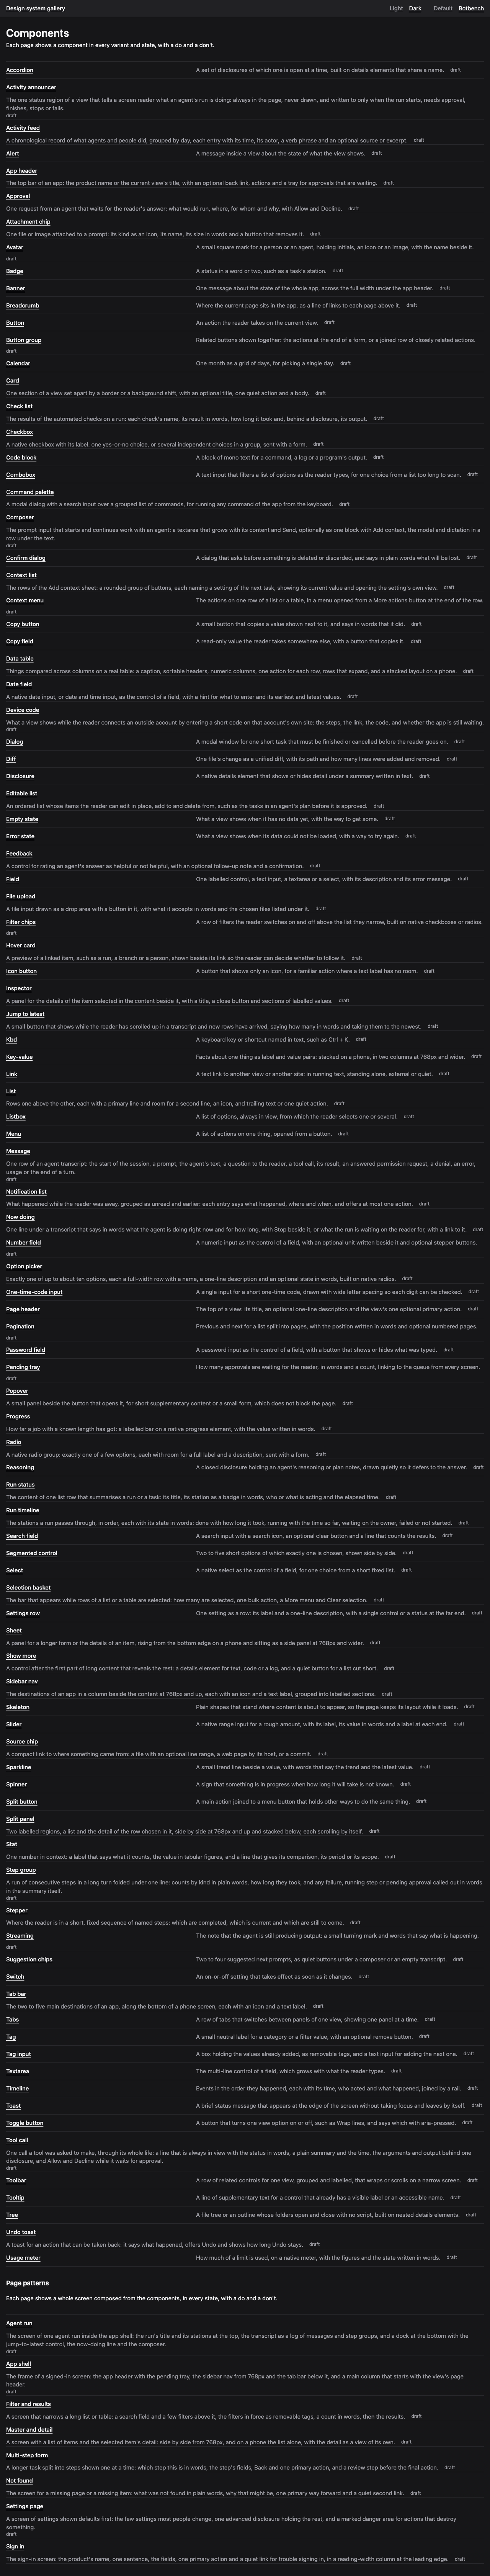 Design system gallery Light Dark Default Botbench
Components
Each page shows a component in every variant and state, with a do and a don't.
Accordion A set of disclosures of which one is open at a time, built on details elements that share a name. draft
Activity announcer
The one status region of a view that tells a screen reader what an agent's run is doing: always in the page, never drawn, and written to only when the run starts, needs approval,
finishes, stops or fails.
draft
Activity feed
A chronological record of what agents and people did, grouped by day, each entry with its time, its actor, a verb phrase and an optional source or excerpt. draft
Alert A message inside a view about the state of what the view shows. draft
App header
The top bar of an app: the product name or the current view's title, with an optional back link, actions and a tray for approvals that are waiting. draft
Approval
One request from an agent that waits for the reader's answer: what would run, where, for whom and why, with Allow and Decline. draft
Attachment chip
One file or image attached to a prompt: its kind as an icon, its name, its size in words and a button that removes it. draft
Avatar A small square mark for a person or an agent, holding initials, an icon or an image, with the name beside it.
draft
Badge A status in a word or two, such as a task's station. draft
Banner One message about the state of the whole app, across the full width under the app header. draft
Breadcrumb Where the current page sits in the app, as a line of links to each page above it. draft
Button An action the reader takes on the current view. draft
Button group Related buttons shown together: the actions at the end of a form, or a joined row of closely related actions.
draft
Calendar One month as a grid of days, for picking a single day. draft
Card
One section of a view set apart by a border or a background shift, with an optional title, one quiet action and a body. draft
Check list
The results of the automated checks on a run: each check's name, its result in words, how long it took and, behind a disclosure, its output. draft
Checkbox
A native checkbox with its label: one yes-or-no choice, or several independent choices in a group, sent with a form. draft
Code block A block of mono text for a command, a log or a program's output. draft
Combobox A text input that filters a list of options as the reader types, for one choice from a list too long to scan. draft
Command palette
A modal dialog with a search input over a grouped list of commands, for running any command of the app from the keyboard. draft
Composer
The prompt input that starts and continues work with an agent: a textarea that grows with its content and Send, optionally as one block with Add context, the model and dictation in a
row under the text.
draft
Confirm dialog A dialog that asks before something is deleted or discarded, and says in plain words what will be lost. draft
Context list
The rows of the Add context sheet: a rounded group of buttons, each naming a setting of the next task, showing its current value and opening the setting's own view. draft
Context menu The actions on one row of a list or a table, in a menu opened from a More actions button at the end of the row.
draft
Copy button A small button that copies a value shown next to it, and says in words that it did. draft
Copy field A read-only value the reader takes somewhere else, with a button that copies it. draft
Data table
Things compared across columns on a real table: a caption, sortable headers, numeric columns, one action for each row, rows that expand, and a stacked layout on a phone. draft
Date field
A native date input, or date and time input, as the control of a field, with a hint for what to enter and its earliest and latest values. draft
Device code
What a view shows while the reader connects an outside account by entering a short code on that account's own site: the steps, the link, the code, and whether the app is still waiting.
draft
Dialog A modal window for one short task that must be finished or cancelled before the reader goes on. draft
Diff One file's change as a unified diff, with its path and how many lines were added and removed. draft
Disclosure A native details element that shows or hides detail under a summary written in text. draft
Editable list
An ordered list whose items the reader can edit in place, add to and delete from, such as the tasks in an agent's plan before it is approved. draft
Empty state What a view shows when it has no data yet, with the way to get some. draft
Error state What a view shows when its data could not be loaded, with a way to try again. draft
Feedback
A control for rating an agent's answer as helpful or not helpful, with an optional follow-up note and a confirmation. draft
Field One labelled control, a text input, a textarea or a select, with its description and its error message. draft
File upload
A file input drawn as a drop area with a button in it, with what it accepts in words and the chosen files listed under it. draft
Filter chips A row of filters the reader switches on and off above the list they narrow, built on native checkboxes or radios.
draft
Hover card
A preview of a linked item, such as a run, a branch or a person, shown beside its link so the reader can decide whether to follow it. draft
Icon button A button that shows only an icon, for a familiar action where a text label has no room. draft
Inspector
A panel for the details of the item selected in the content beside it, with a title, a close button and sections of labelled values. draft
Jump to latest
A small button that shows while the reader has scrolled up in a transcript and new rows have arrived, saying how many in words and taking them to the newest. draft
Kbd A keyboard key or shortcut named in text, such as Ctrl + K. draft
Key-value Facts about one thing as label and value pairs: stacked on a phone, in two columns at 768px and wider. draft
Link A text link to another view or another site: in running text, standing alone, external or quiet. draft
List
Rows one above the other, each with a primary line and room for a second line, an icon, and trailing text or one quiet action. draft
Listbox A list of options, always in view, from which the reader selects one or several. draft
Menu A list of actions on one thing, opened from a button. draft
Message
One row of an agent transcript: the start of the session, a prompt, the agent's text, a question to the reader, a tool call, its result, an answered permission request, a denial, an error,
usage or the end of a turn.
draft
Notification list
What happened while the reader was away, grouped as unread and earlier: each entry says what happened, where and when, and offers at most one action. draft
Now doing
One line under a transcript that says in words what the agent is doing right now and for how long, with Stop beside it, or what the run is waiting on the reader for, with a link to it. draft
Number field A numeric input as the control of a field, with an optional unit written beside it and optional stepper buttons.
draft
Option picker
Exactly one of up to about ten options, each a full-width row with a name, a one-line description and an optional state in words, built on native radios. draft
One-time-code input A single input for a short one-time code, drawn with wide letter spacing so each digit can be checked. draft
Page header The top of a view: its title, an optional one-line description and the view's one optional primary action. draft
Pagination Previous and next for a list split into pages, with the position written in words and optional numbered pages.
draft
Password field A password input as the control of a field, with a button that shows or hides what was typed. draft
Pending tray How many approvals are waiting for the reader, in words and a count, linking to the queue from every screen.
draft
Popover
A small panel beside the button that opens it, for short supplementary content or a small form, which does not block the page. draft
Progress
How far a job with a known length has got: a labelled bar on a native progress element, with the value written in words. draft
Radio
A native radio group: exactly one of a few options, each with room for a full label and a description, sent with a form. draft
Reasoning A closed disclosure holding an agent's reasoning or plan notes, drawn quietly so it defers to the answer. draft
Run status
The content of one list row that summarises a run or a task: its title, its station as a badge in words, who or what is acting and the elapsed time. draft
Run timeline
The stations a run passes through, in order, each with its state in words: done with how long it took, running with the time so far, waiting on the owner, failed or not started. draft
Search field A search input with a search icon, an optional clear button and a line that counts the results. draft
Segmented control Two to five short options of which exactly one is chosen, shown side by side. draft
Select A native select as the control of a field, for one choice from a short fixed list. draft
Selection basket
The bar that appears while rows of a list or a table are selected: how many are selected, one bulk action, a More menu and Clear selection. draft
Settings row One setting as a row: its label and a one-line description, with a single control or a status at the far end. draft
Sheet
A panel for a longer form or the details of an item, rising from the bottom edge on a phone and sitting as a side panel at 768px and wider. draft
Show more
A control after the first part of long content that reveals the rest: a details element for text, code or a log, and a quiet button for a list cut short. draft
Sidebar nav
The destinations of an app in a column beside the content at 768px and up, each with an icon and a text label, grouped into labelled sections. draft
Skeleton Plain shapes that stand where content is about to appear, so the page keeps its layout while it loads. draft
Slider A native range input for a rough amount, with its label, its value in words and a label at each end. draft
Source chip
A compact link to where something came from: a file with an optional line range, a web page by its host, or a commit. draft
Sparkline A small trend line beside a value, with words that say the trend and the latest value. draft
Spinner A sign that something is in progress when how long it will take is not known. draft
Split button A main action joined to a menu button that holds other ways to do the same thing. draft
Split panel
Two labelled regions, a list and the detail of the row chosen in it, side by side at 768px and up and stacked below, each scrolling by itself. draft
Stat
One number in context: a label that says what it counts, the value in tabular figures, and a line that gives its comparison, its period or its scope. draft
Step group
A run of consecutive steps in a long turn folded under one line: counts by kind in plain words, how long they took, and any failure, running step or pending approval called out in words
in the summary itself.
draft
Stepper
Where the reader is in a short, fixed sequence of named steps: which are completed, which is current and which are still to come. draft
Streaming The note that the agent is still producing output: a small turning mark and words that say what is happening.
draft
Suggestion chips Two to four suggested next prompts, as quiet buttons under a composer or an empty transcript. draft
Switch An on-or-off setting that takes effect as soon as it changes. draft
Tab bar
The two to five main destinations of an app, along the bottom of a phone screen, each with an icon and a text label. draft
Tabs A row of tabs that switches between panels of one view, showing one panel at a time. draft
Tag A small neutral label for a category or a filter value, with an optional remove button. draft
Tag input A box holding the values already added, as removable tags, and a text input for adding the next one. draft
Textarea The multi-line control of a field, which grows with what the reader types. draft
Timeline Events in the order they happened, each with its time, who acted and what happened, joined by a rail. draft
Toast A brief status message that appears at the edge of the screen without taking focus and leaves by itself. draft
Toggle button A button that turns one view option on or off, such as Wrap lines, and says which with aria-pressed. draft
Tool call
One call a tool was asked to make, through its whole life: a line that is always in view with the status in words, a plain summary and the time, the arguments and output behind one
disclosure, and Allow and Decline while it waits for approval.
draft
Toolbar A row of related controls for one view, grouped and labelled, that wraps or scrolls on a narrow screen. draft
Tooltip A line of supplementary text for a control that already has a visible label or an accessible name. draft
Tree A file tree or an outline whose folders open and close with no script, built on nested details elements. draft
Undo toast
A toast for an action that can be taken back: it says what happened, offers Undo and shows how long Undo stays. draft
Usage meter How much of a limit is used, on a native meter, with the figures and the state written in words. draft
Page patterns
Each page shows a whole screen composed from the components, in every state, with a do and a don't.
Agent run
The screen of one agent run inside the app shell: the run's title and its stations at the top, the transcript as a log of messages and step groups, and a dock at the bottom with the
jump-to-latest control, the now-doing line and the composer.
draft
App shell
The frame of a signed-in screen: the app header with the pending tray, the sidebar nav from 768px and the tab bar below it, and a main column that starts with the view's page
header.
draft
Filter and results
A screen that narrows a long list or table: a search field and a few filters above it, the filters in force as removable tags, a count in words, then the results. draft
Master and detail
A screen with a list of items and the selected item's detail: side by side from 768px, and on a phone the list alone, with the detail as a view of its own. draft
Multi-step form
A longer task split into steps shown one at a time: which step this is in words, the step's fields, Back and one primary action, and a review step before the final action. draft
Not found
The screen for a missing page or a missing item: what was not found in plain words, why that might be, one primary way forward and a quiet second link. draft
Settings page
A screen of settings shown defaults first: the few settings most people change, one advanced disclosure holding the rest, and a marked danger area for actions that destroy
something.
draft
Sign in
The sign-in screen: the product's name, one sentence, the fields, one primary action and a quiet link for trouble signing in, in a reading-width column at the leading edge. draft